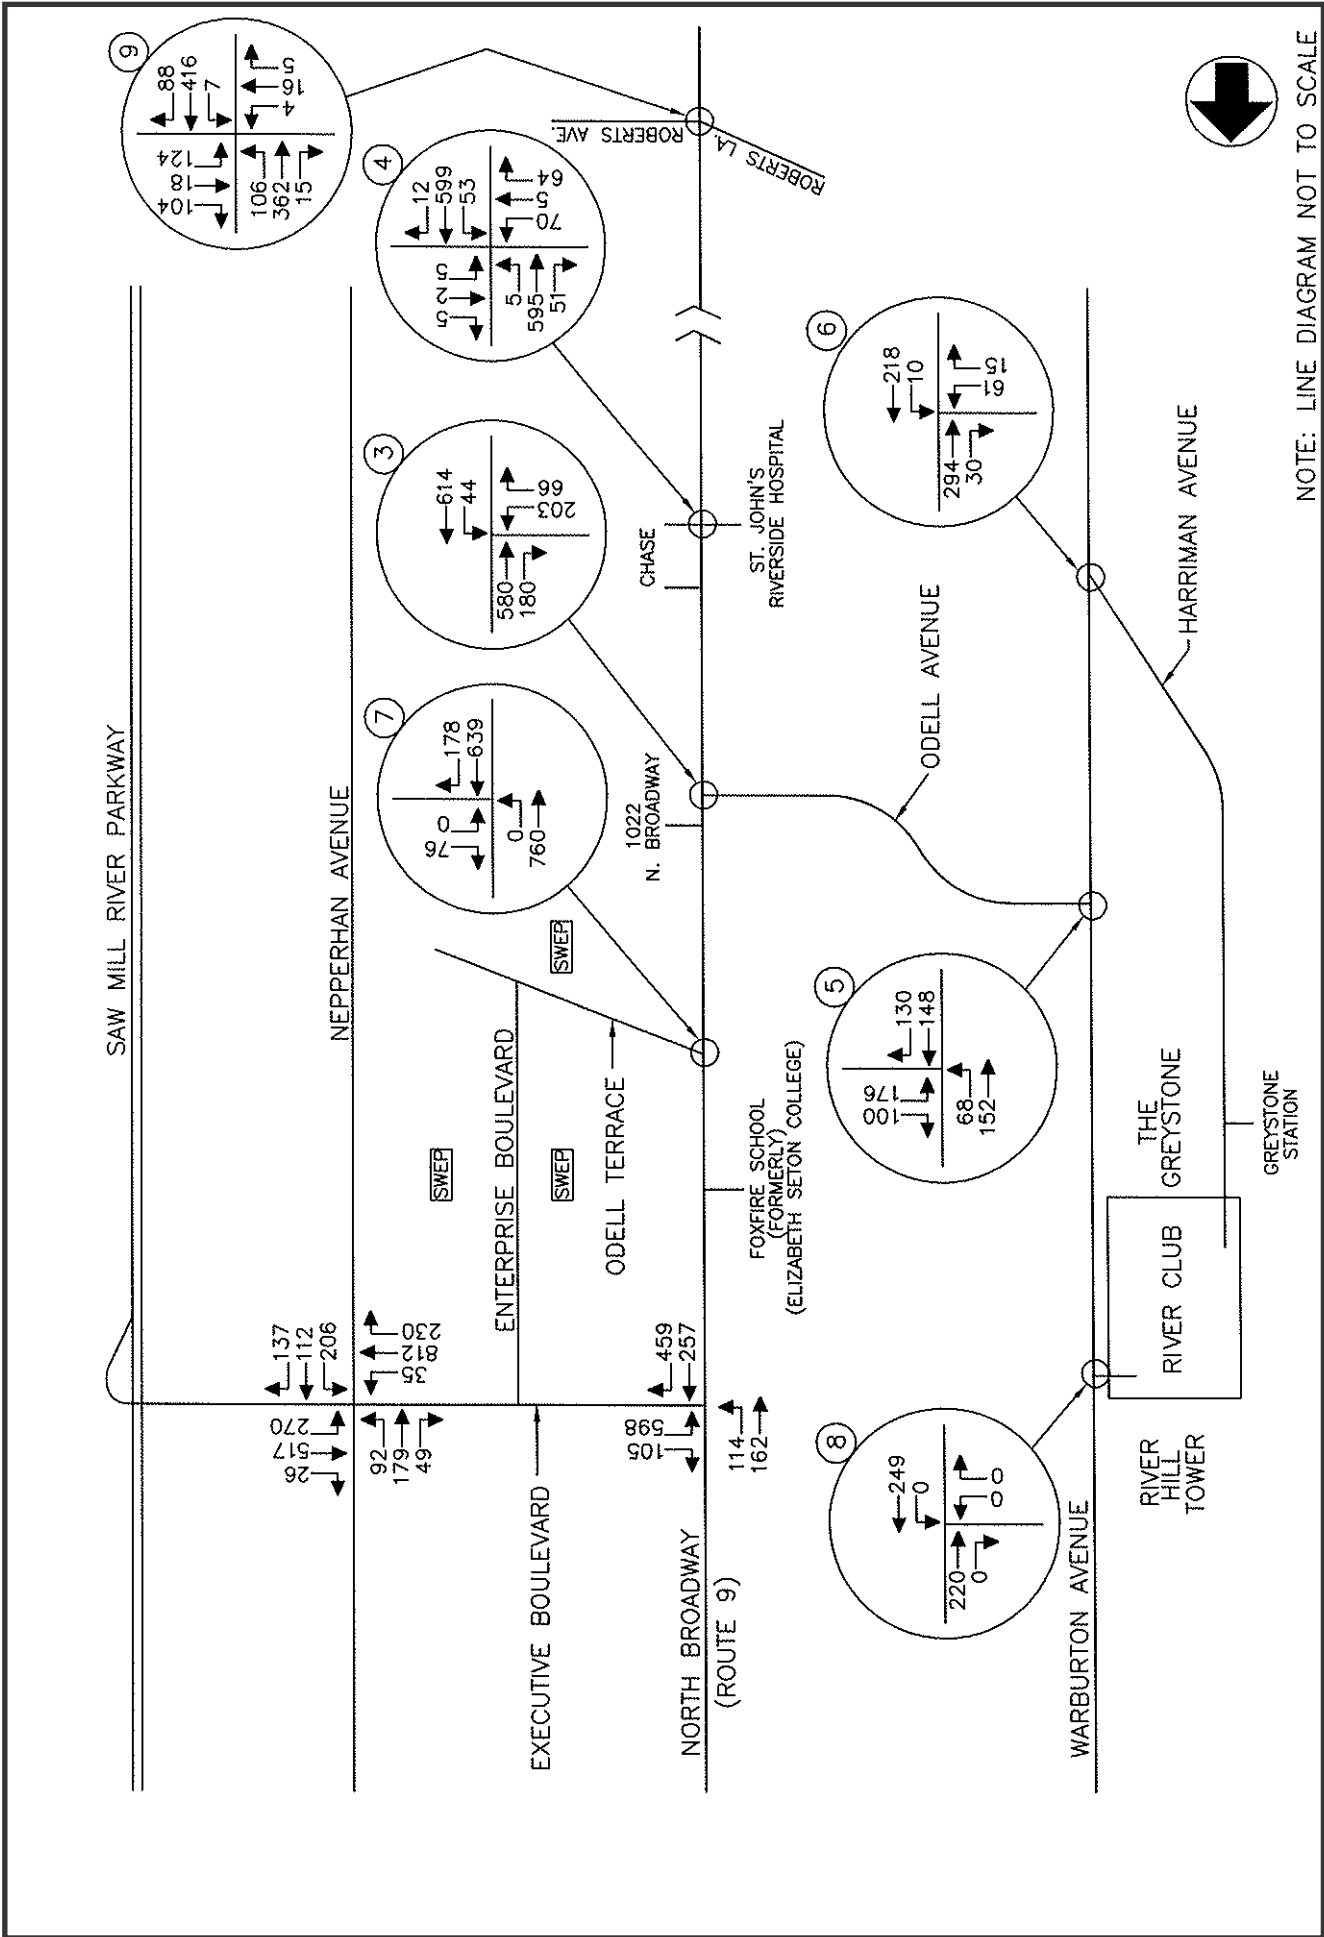 SAW MILL RIVER PARKWAY
NEPPERHAN AVENUE
137
112
206
270
517
26
92
179
49
230
812
35
ENTERPRISE BOULEVARD
EXECUTIVE BOULEVARD
SWEP
SWEP
SWEP
ODELL TERRACE
459
257
598
105
114
162
NORTH BROADWAY
(ROUTE 9)
FOXFIRE SCHOOL
(FORMERLY)
(ELIZABETH SETON COLLEGE)
1022
N. BROADWAY
CHASE
ST. JOHN'S
RIVERSIDE HOSPITAL
ROBERTS AVE.
ROBERTS LA.
9
88
416
7
124
18
104
106
362
15
5
16
4
4
12
599
53
5
2
5
5
595
51
64
5
70
3
614
44
580
180
66
203
7
178
639
0
76
0
760
ODELL AVENUE
6
218
10
294
30
15
61
5
130
148
176
100
68
152
8
249
0
220
0
0
0
WARBURTON AVENUE
HARRIMAN AVENUE
THE
GREYSTONE
GREYSTONE
STATION
RIVER CLUB
RIVER
HILL
TOWER
NOTE: LINE DIAGRAM NOT TO SCALE